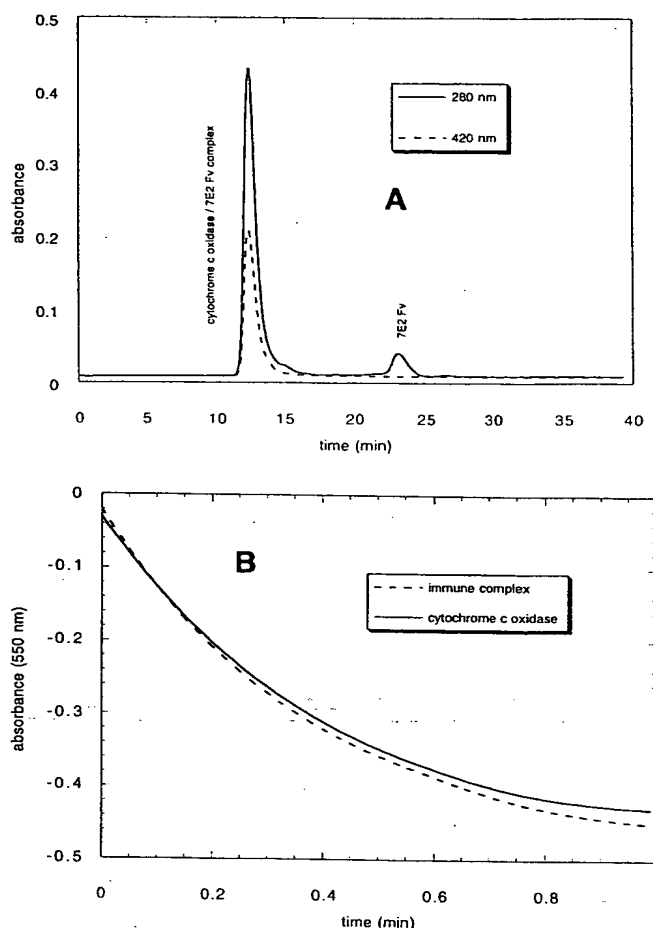 0.5
0.4
0.3
0.2
0.1
0
absorbance
cytochrome c oxidase / 7E2 Fv complex
280 nm
420 nm
A
7E2 Fv
0 5 10 15 20 25 30 35 40
time (min)
0
-0.1
-0.2
-0.3
-0.4
-0.5
absorbance (550 nm)
B
immune complex
cytochrome c oxidase
0 0.2 0.4 0.6 0.8
time (min)